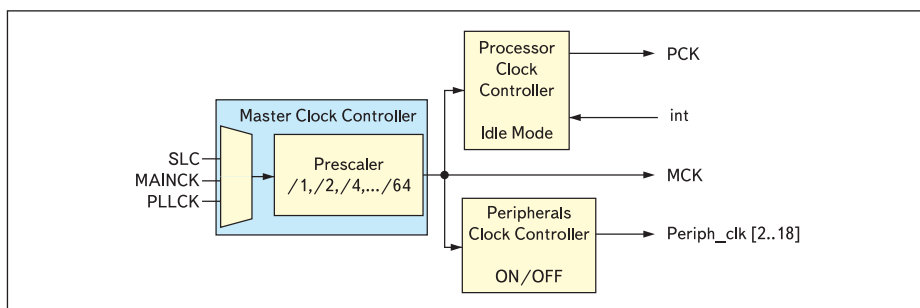 Master Clock Controller
SLC
MAINCK
PLLCK
Prescaler
/1,/2,/4,.../64
Processor
Clock
Controller
Idle Mode
PCK
int
MCK
Peripherals
Clock Controller
ON/OFF
Periph_clk [2..18]